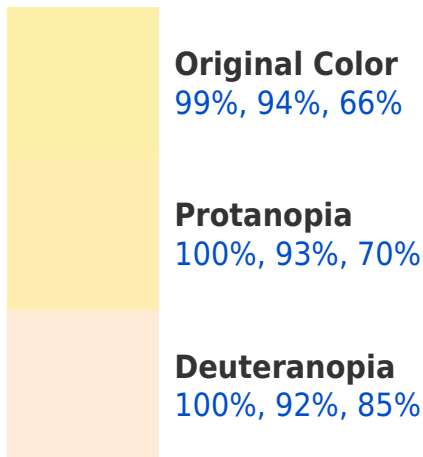 Original Color
99%, 94%, 66%
Protanopia
100%, 93%, 70%
Deuteranopia
100%, 92%, 85%